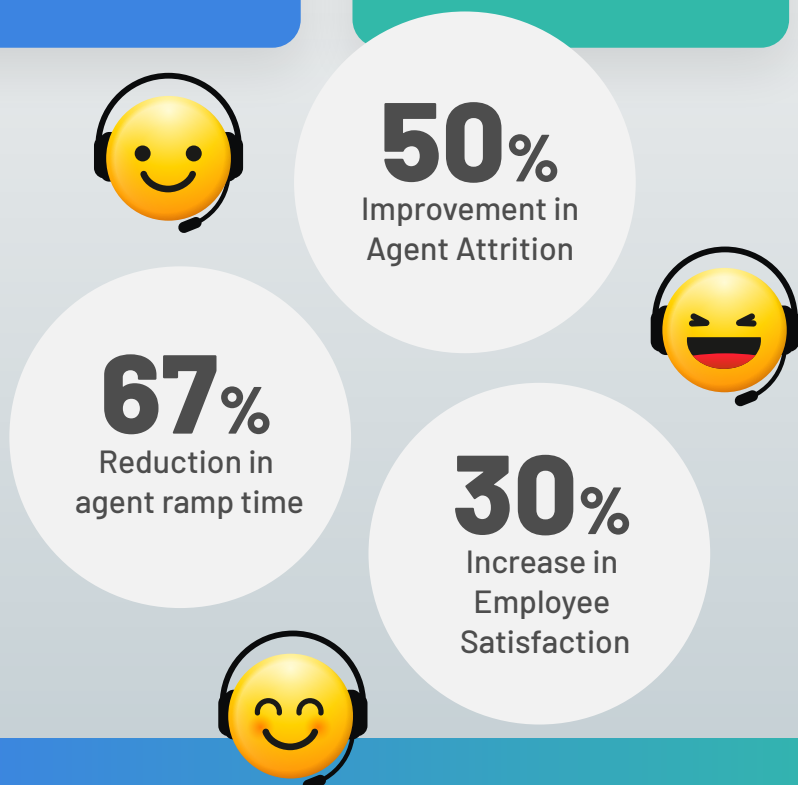 50%
Improvement in
Agent Attrition
67%
Reduction in
agent ramp time
30%
Increase in
Employee
Satisfaction